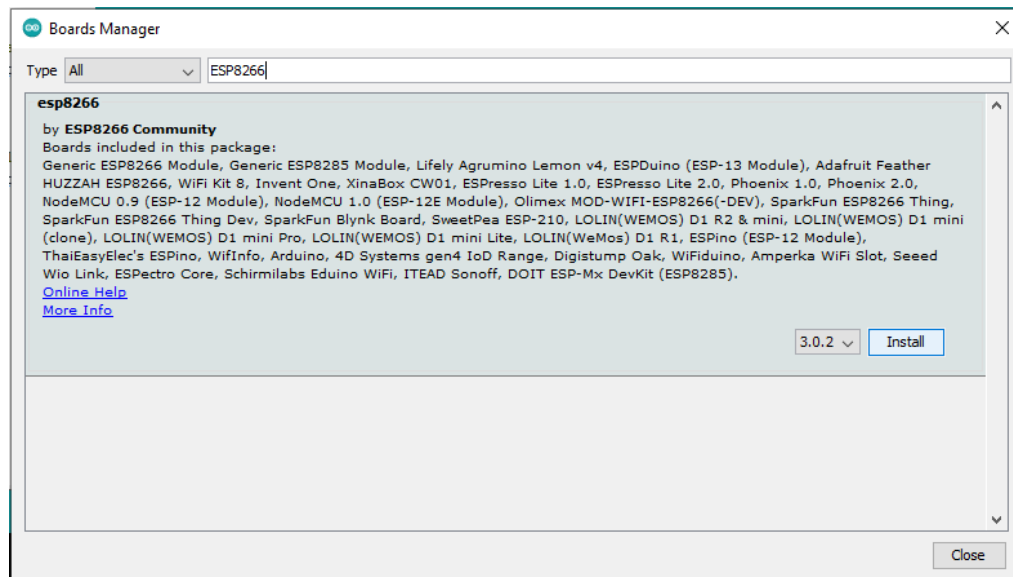 Boards Manager
Type All ESP8266
esp8266
by ESP8266 Community
Boards included in this package:
Generic ESP8266 Module, Generic ESP8285 Module, Lifely Agrumino Lemon v4, ESPDuino (ESP-13 Module), Adafruit Feather
HUZZAH ESP8266, WiFi Kit 8, Invent One, XinaBox CW01, ESPresso Lite 1.0, ESPresso Lite 2.0, Phoenix 1.0, Phoenix 2.0,
NodeMCU 0.9 (ESP-12 Module), NodeMCU 1.0 (ESP-12E Module), Olimex MOD-WIFI-ESP8266(-DEV), SparkFun ESP8266 Thing,
SparkFun ESP8266 Thing Dev, SparkFun Blynk Board, SweetPea ESP-210, LOLIN(WEMOS) D1 R2 & mini, LOLIN(WEMOS) D1 mini
(clone), LOLIN(WEMOS) D1 mini Pro, LOLIN(WEMOS) D1 mini Lite, LOLIN(WeMos) D1 R1, ESPino (ESP-12 Module),
ThaiEasyElec's ESPino, WifInfo, Arduino, 4D Systems gen4 IoD Range, Digistump Oak, WiFiduino, Amperka WiFi Slot, Seeed
Wio Link, ESPectro Core, Schirmilabs Eduino WiFi, ITEAD Sonoff, DOIT ESP-Mx DevKit (ESP8285).
Online Help
More Info
3.0.2 Install
Close